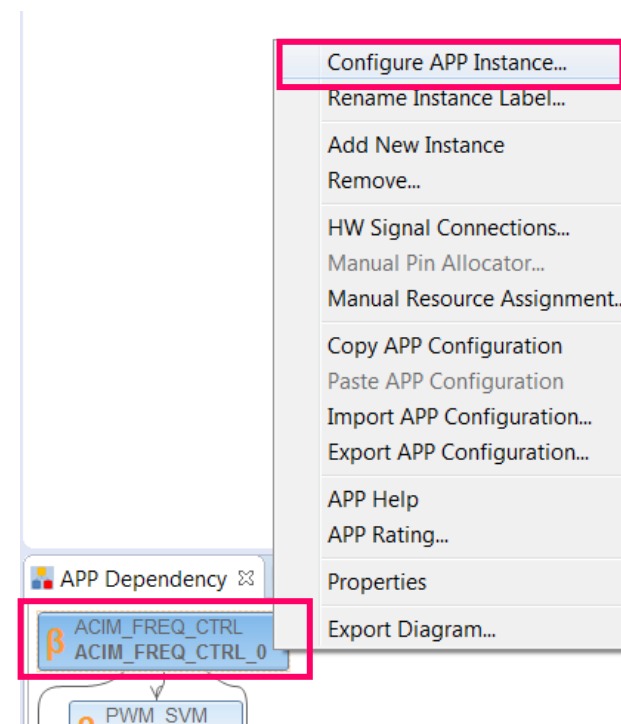 Configure APP Instance...
Rename Instance Label...
Add New Instance
Remove...
HW Signal Connections...
Manual Pin Allocator...
Manual Resource Assignment..
Copy APP Configuration
Paste APP Configuration
Import APP Configuration...
Export APP Configuration...
APP Help
APP Rating...
Properties
Export Diagram...
APP Dependency
β ACIM_FREQ_CTRL
ACIM_FREQ_CTRL_0
PWM_SVM